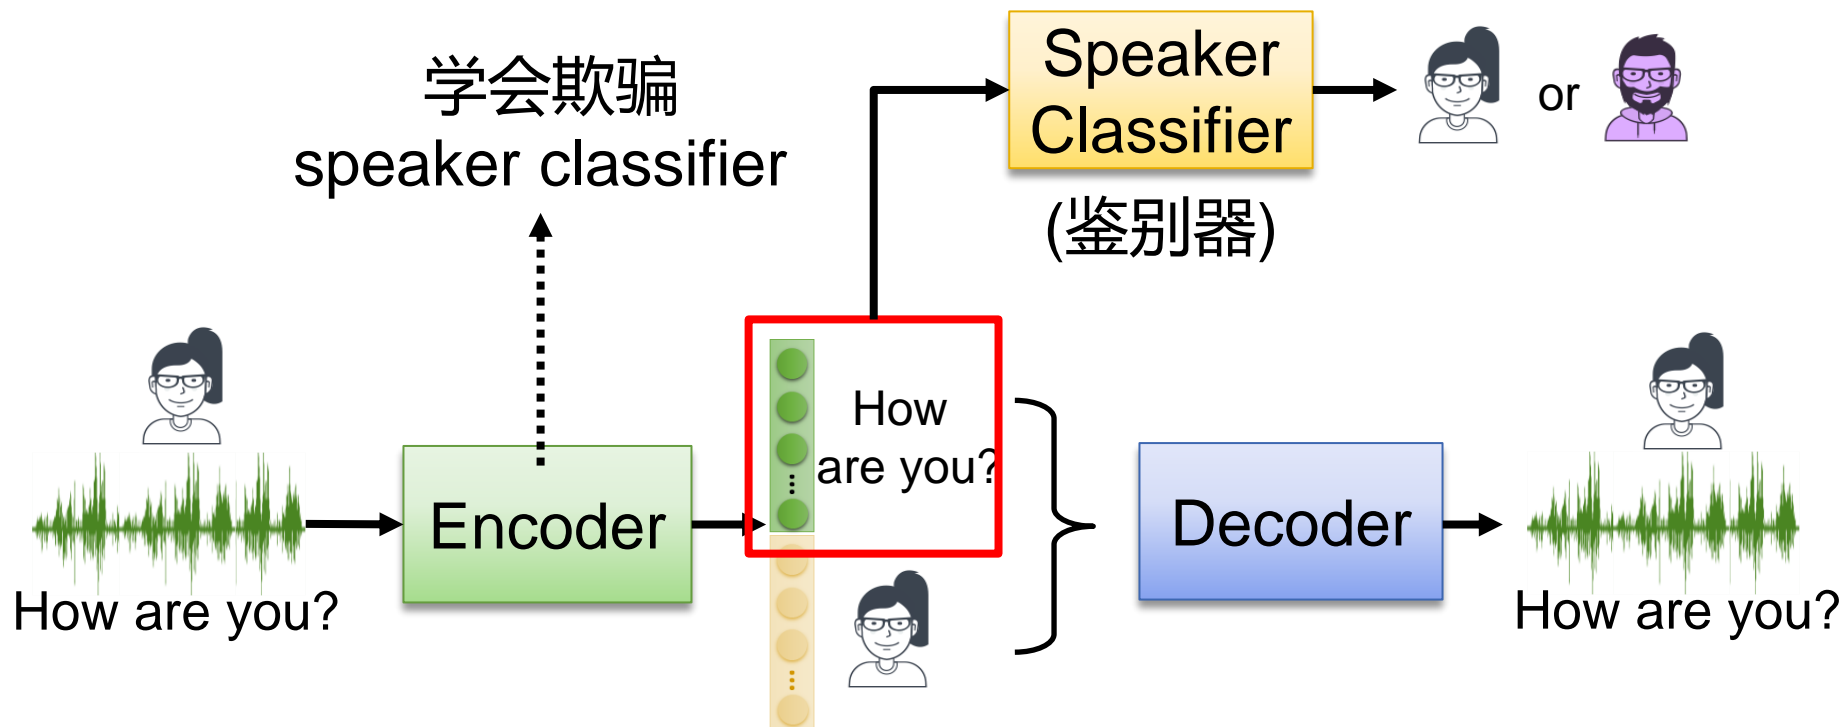 学会欺骗
speaker classifier
Speaker
Classifier
or
(鉴别器)
How
are you?
Encoder
Decoder
How are you?
How are you?